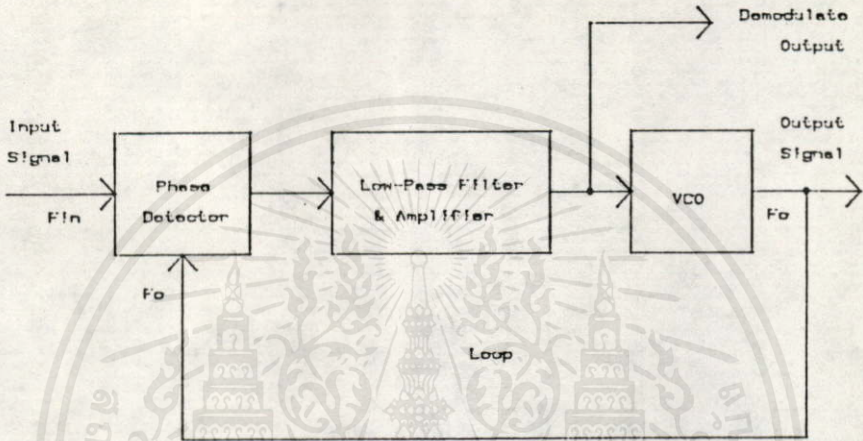 Demodulate
Output
Input
Signal
Output
Signal
Phase
Detector
Low-Pass Filter
& Amplifier
VCO
Fin
Fo
Fo
Loop